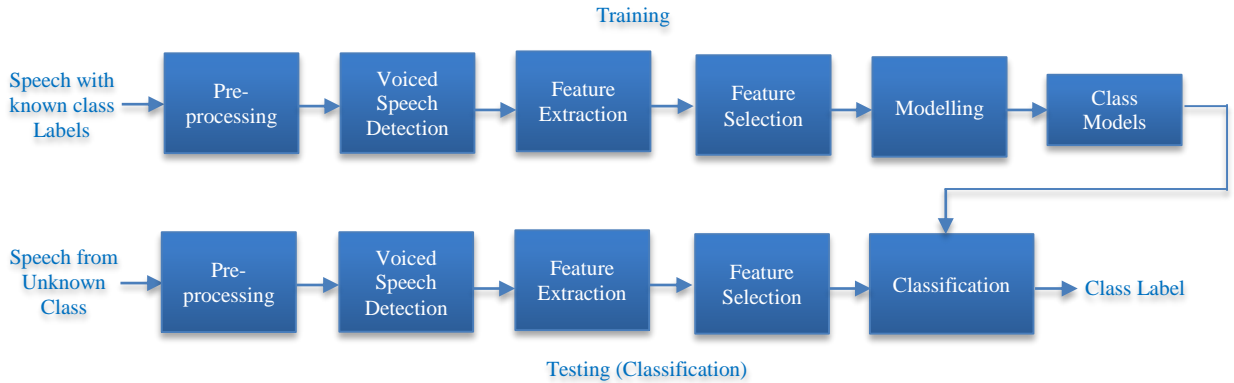 Training
Speech with
known class
Labels
Pre-
processing
Voiced
Speech
Detection
Feature
Extraction
Feature
Selection
Modelling
Class
Models
Speech from
Unknown
Class
Pre-
processing
Voiced
Speech
Detection
Feature
Extraction
Feature
Selection
Classification
Class Label
Testing (Classification)